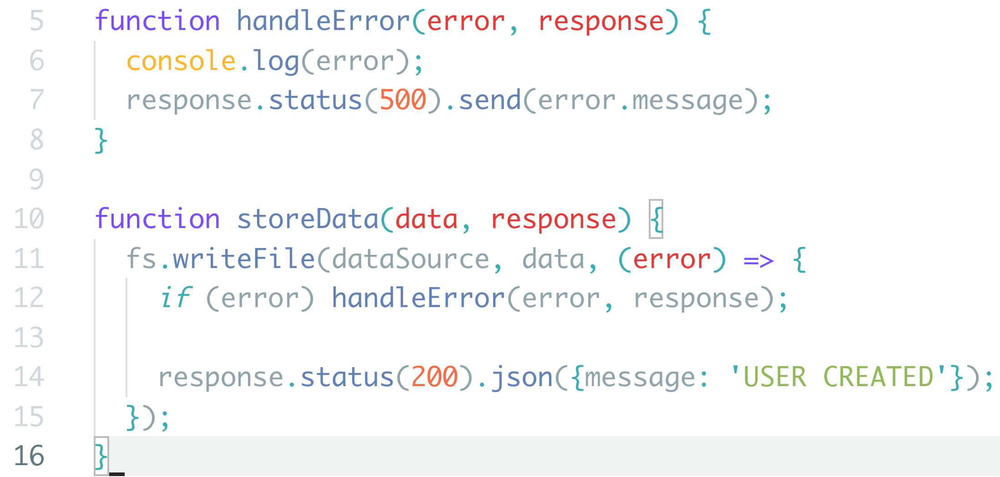 5 function handleError(error, response) {
6 console.log(error);
7 response.status(500).send(error.message);
8 }
9
10 function storeData(data, response) {
11 fs.writeFile(dataSource, data, (error) => {
12 if (error) handleError(error, response);
13
14 response.status(200).json({message: 'USER CREATED'});
15 });
16 }